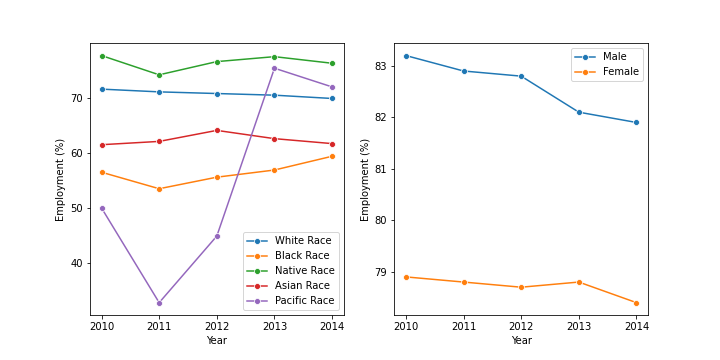 70
60
50
40
Employment (%)
2010 2011 2012 2013 2014
Year
White Race
Black Race
Native Race
Asian Race
Pacific Race
83
82
81
80
79
Employment (%)
2010 2011 2012 2013 2014
Year
Male
Female